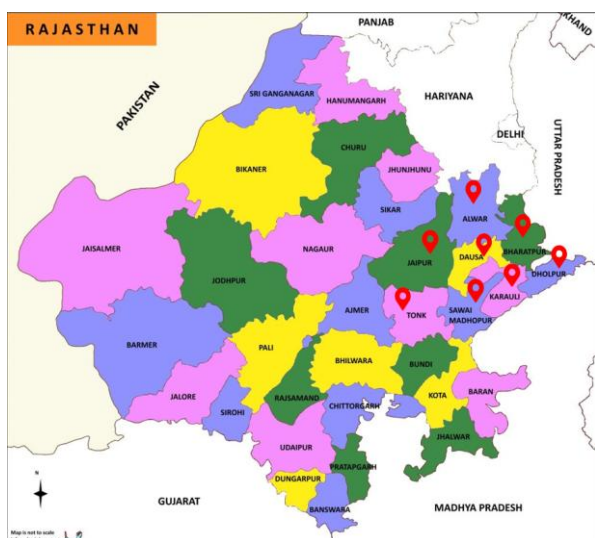 RAJASTHAN
PANJAB
PAKISTAN
SRI GANGANAGAR
HANUMANGARH
HARIYANA
DELHI
UTTAR PRADESH
CHURU
BIKANER
JHUNJHUNU
SIKAR
ALWAR
JAISALMER
NAGAUR
JAIPUR
DAUSA
BHARATPUR
DHOLPUR
JODHPUR
KARAULI
AJMER
TONK
SAWAI
MADHOPUR
BARMER
PALI
BHILWARA
BUNDI
JALORE
RAJSAMAND
KOTA
BARAN
SIROHI
CHITTORGARH
JHALWAR
UDAIPUR
PRATAPGARH
DUNGARPUR
N
GUJARAT
BANSWARA
MADHYA PRADESH
Map is not to scale